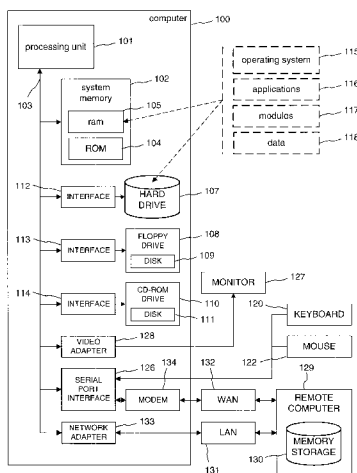 computer
100
processing unit
101
103
system memory
102
105
ram
ROM
104
operating system
115
applications
116
modulos
117
data
118
112
INTERFACE
HARD DRIVE
107
113
INTERFACE
FLOPPY DRIVE
108
DISK
109
114
INTERFACE
CD-ROM DRIVE
110
DISK
111
MONITOR
127
KEYBOARD
120
MOUSE
122
VIDEO ADAPTER
128
SERIAL PORT INTERFACE
126
134
MODEM
132
WAN
129
REMOTE COMPUTER
MEMORY STORAGE
130
NETWORK ADAPTER
133
LAN
131